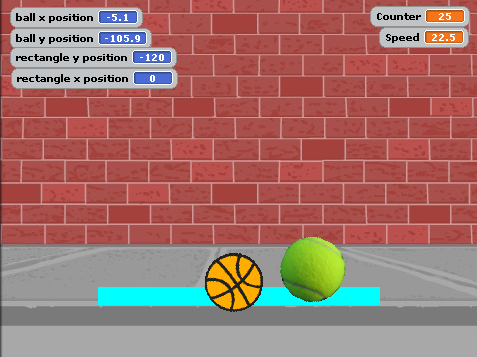 ball x position -5.1
Counter 25
ball y position -105.9
Speed 22.5
rectangle y position -120
rectangle x position 0